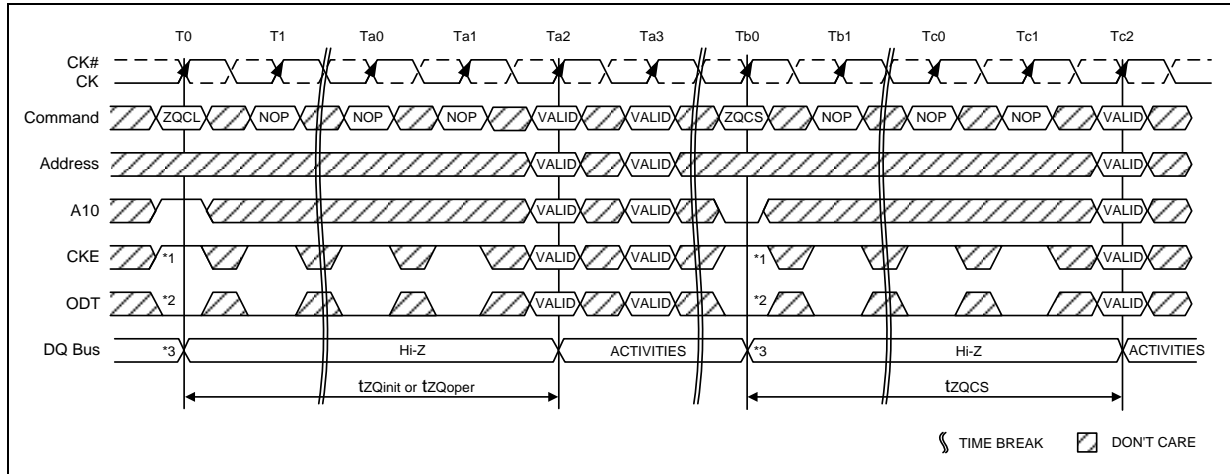 T0 T1 Ta0 Ta1 Ta2 Ta3 Tb0 Tb1 Tc0 Tc1 Tc2
CK#
CK
Command ZQCL NOP NOP NOP VALID VALID ZQCS NOP NOP NOP VALID
Address VALID VALID VALID
A10 VALID VALID VALID
CKE *1 VALID VALID *1 VALID
ODT *2 VALID VALID *2 VALID
DQ Bus *3 Hi-Z ACTIVITIES *3 Hi-Z ACTIVITIES
tZQinit or tZQoper tZQCS
TIME BREAK DON'T CARE